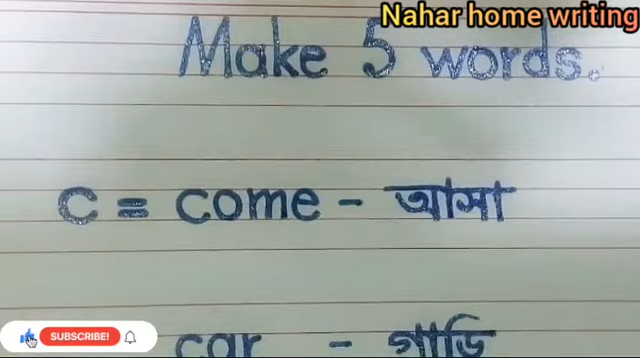 Nahar home writing
Make 5 words.
c = come - আসা
car - গাড়ি
SUBSCRIBE!